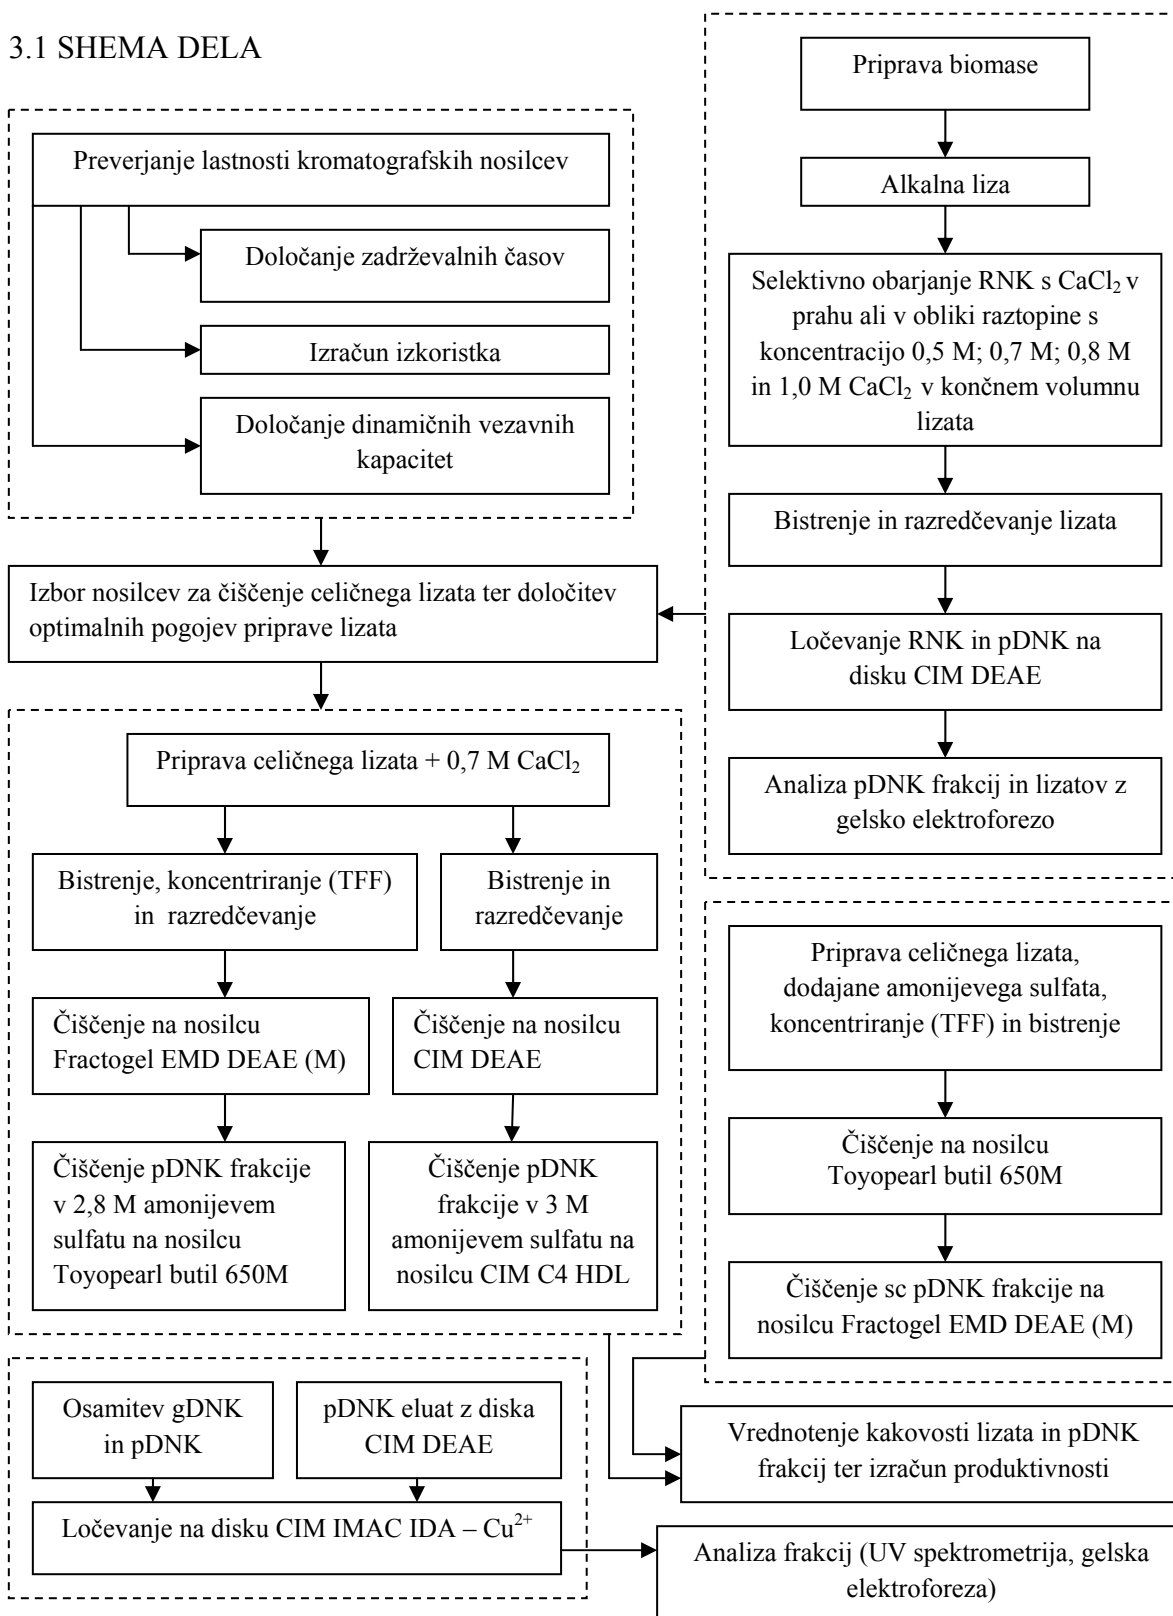 3.1 SHEMA DELA
Preverjanje lastnosti kromatografskih nosilcev
Določanje zadrževalnih časov
Izračun izkoristka
Določanje dinamičnih vezavnih
kapacitet
Izbor nosilcev za čiščenje celičnega lizata ter določitev
optimalnih pogojev priprave lizata
Priprava celičnega lizata + 0,7 M CaCl₂
Bistrenje, koncentriranje (TFF)
in razredčevanje
Bistrenje in
razredčevanje
Čiščenje na nosilcu
Fractogel EMD DEAE (M)
Čiščenje na nosilcu
CIM DEAE
Čiščenje pDNK frakcije
v 2,8 M amonijevem
sulfatu na nosilcu
Toyopearl butil 650M
Čiščenje pDNK
frakcije v 3 M
amonijevem sulfatu na
nosilcu CIM C4 HDL
Osamitev gDNK
in pDNK
pDNK eluat z diska
CIM DEAE
Ločevanje na disku CIM IMAC IDA – Cu²⁺
Priprava biomase
Alkalna liza
Selektivno obarjanje RNK s CaCl₂ v
prahu ali v obliki raztopine s
koncentracijo 0,5 M; 0,7 M; 0,8 M
in 1,0 M CaCl₂ v končnem volumnu
lizata
Bistrenje in razredčevanje lizata
Ločevanje RNK in pDNK na
disku CIM DEAE
Analiza pDNK frakcij in lizatov z
gelsko elektroforezo
Priprava celičnega lizata,
dodajane amonijevega sulfata,
koncentriranje (TFF) in bistrenje
Čiščenje na nosilcu
Toyopearl butil 650M
Čiščenje sc pDNK frakcije na
nosilcu Fractogel EMD DEAE (M)
Vrednotenje kakovosti lizata in pDNK
frakcij ter izračun produktivnosti
Analiza frakcij (UV spektrometrija, gelska
elektroforeza)